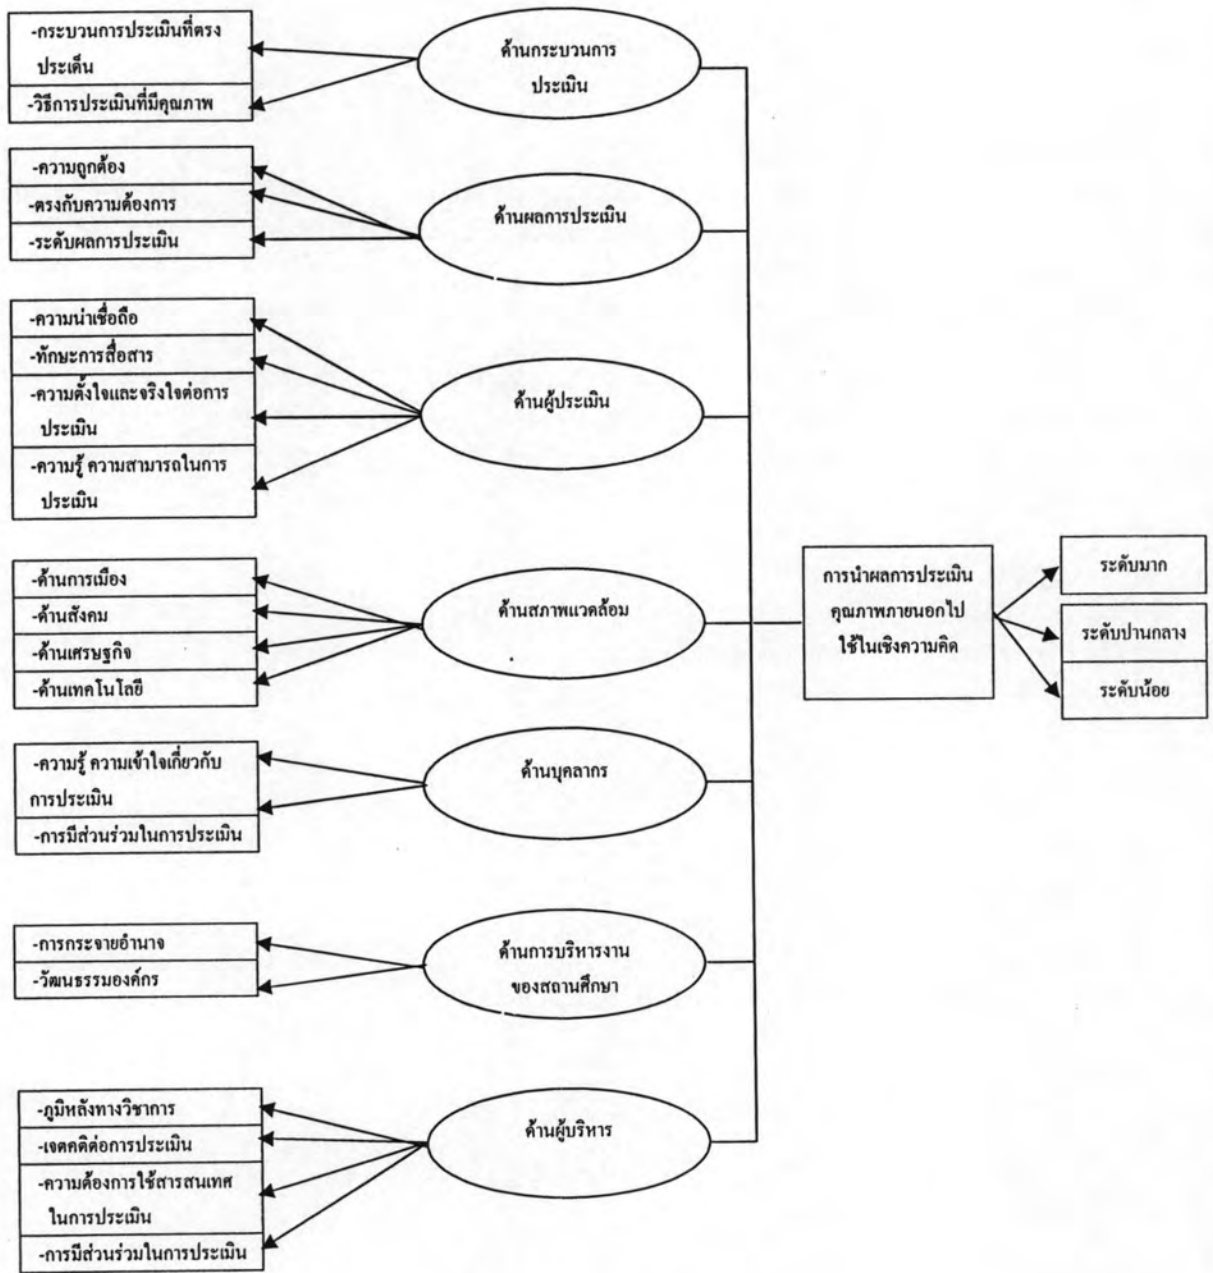 -กระบวนการประเมินที่ตรง
ประเด็น
-วิธีการประเมินที่มีคุณภาพ
ด้านกระบวนการ
ประเมิน
-ความถูกต้อง
-ตรงกับความต้องการ
-ระดับผลการประเมิน
ด้านผลการประเมิน
-ความน่าเชื่อถือ
-ทักษะการสื่อสาร
-ความตั้งใจและจริงใจต่อการ
ประเมิน
-ความรู้ ความสามารถในการ
ประเมิน
ด้านผู้ประเมิน
-ด้านการเมือง
-ด้านสังคม
-ด้านเศรษฐกิจ
-ด้านเทคโนโลยี
ด้านสภาพแวดล้อม
การนำผลการประเมิน
คุณภาพภายนอกไป
ใช้ในเชิงความคิด
ระดับมาก
ระดับปานกลาง
ระดับน้อย
-ความรู้ ความเข้าใจเกี่ยวกับ
การประเมิน
-การมีส่วนร่วมในการประเมิน
ด้านบุคลากร
-การกระจายอำนาจ
-วัฒนธรรมองค์กร
ด้านการบริหารงาน
ของสถานศึกษา
-ภูมิหลังทางวิชาการ
-เจตคติต่อการประเมิน
-ความต้องการใช้สารสนเทศ
ในการประเมิน
-การมีส่วนร่วมในการประเมิน
ด้านผู้บริหาร